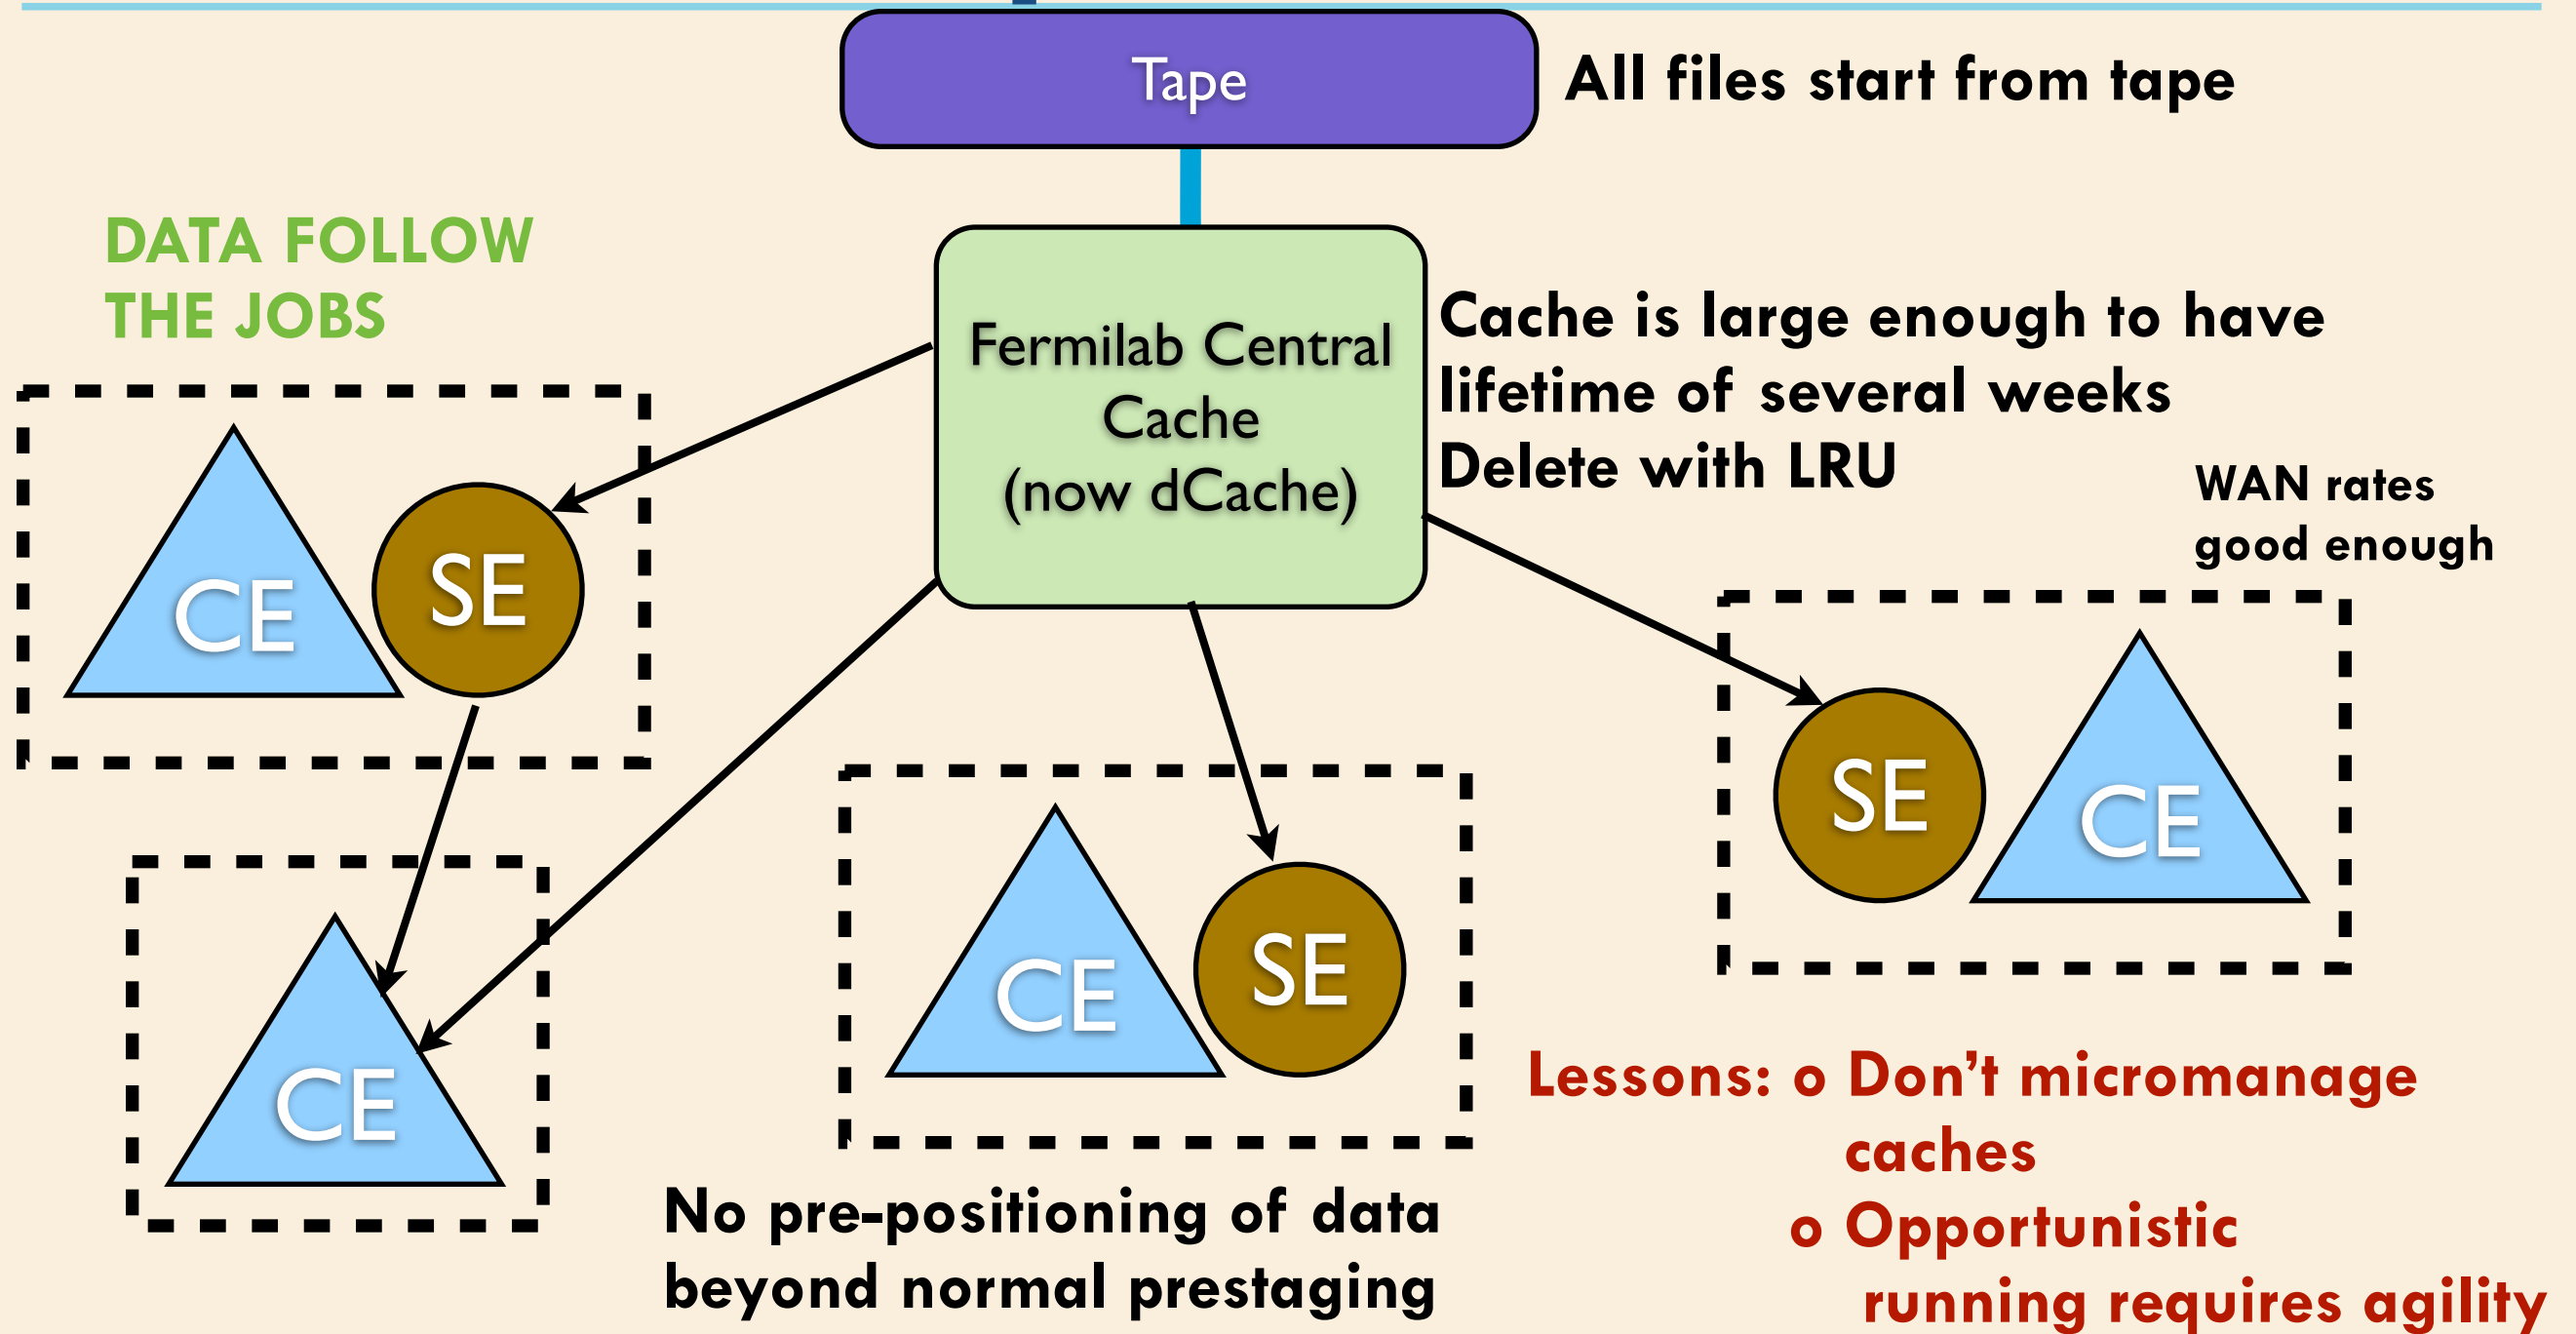 Tape
All files start from tape
DATA FOLLOW
THE JOBS
Fermilab Central
Cache
(now dCache)
Cache is large enough to have
lifetime of several weeks
Delete with LRU
WAN rates
good enough
CE
SE
SE
CE
CE
SE
CE
Lessons: o Don't micromanage
caches
o Opportunistic
running requires agility
No pre-positioning of data
beyond normal prestaging